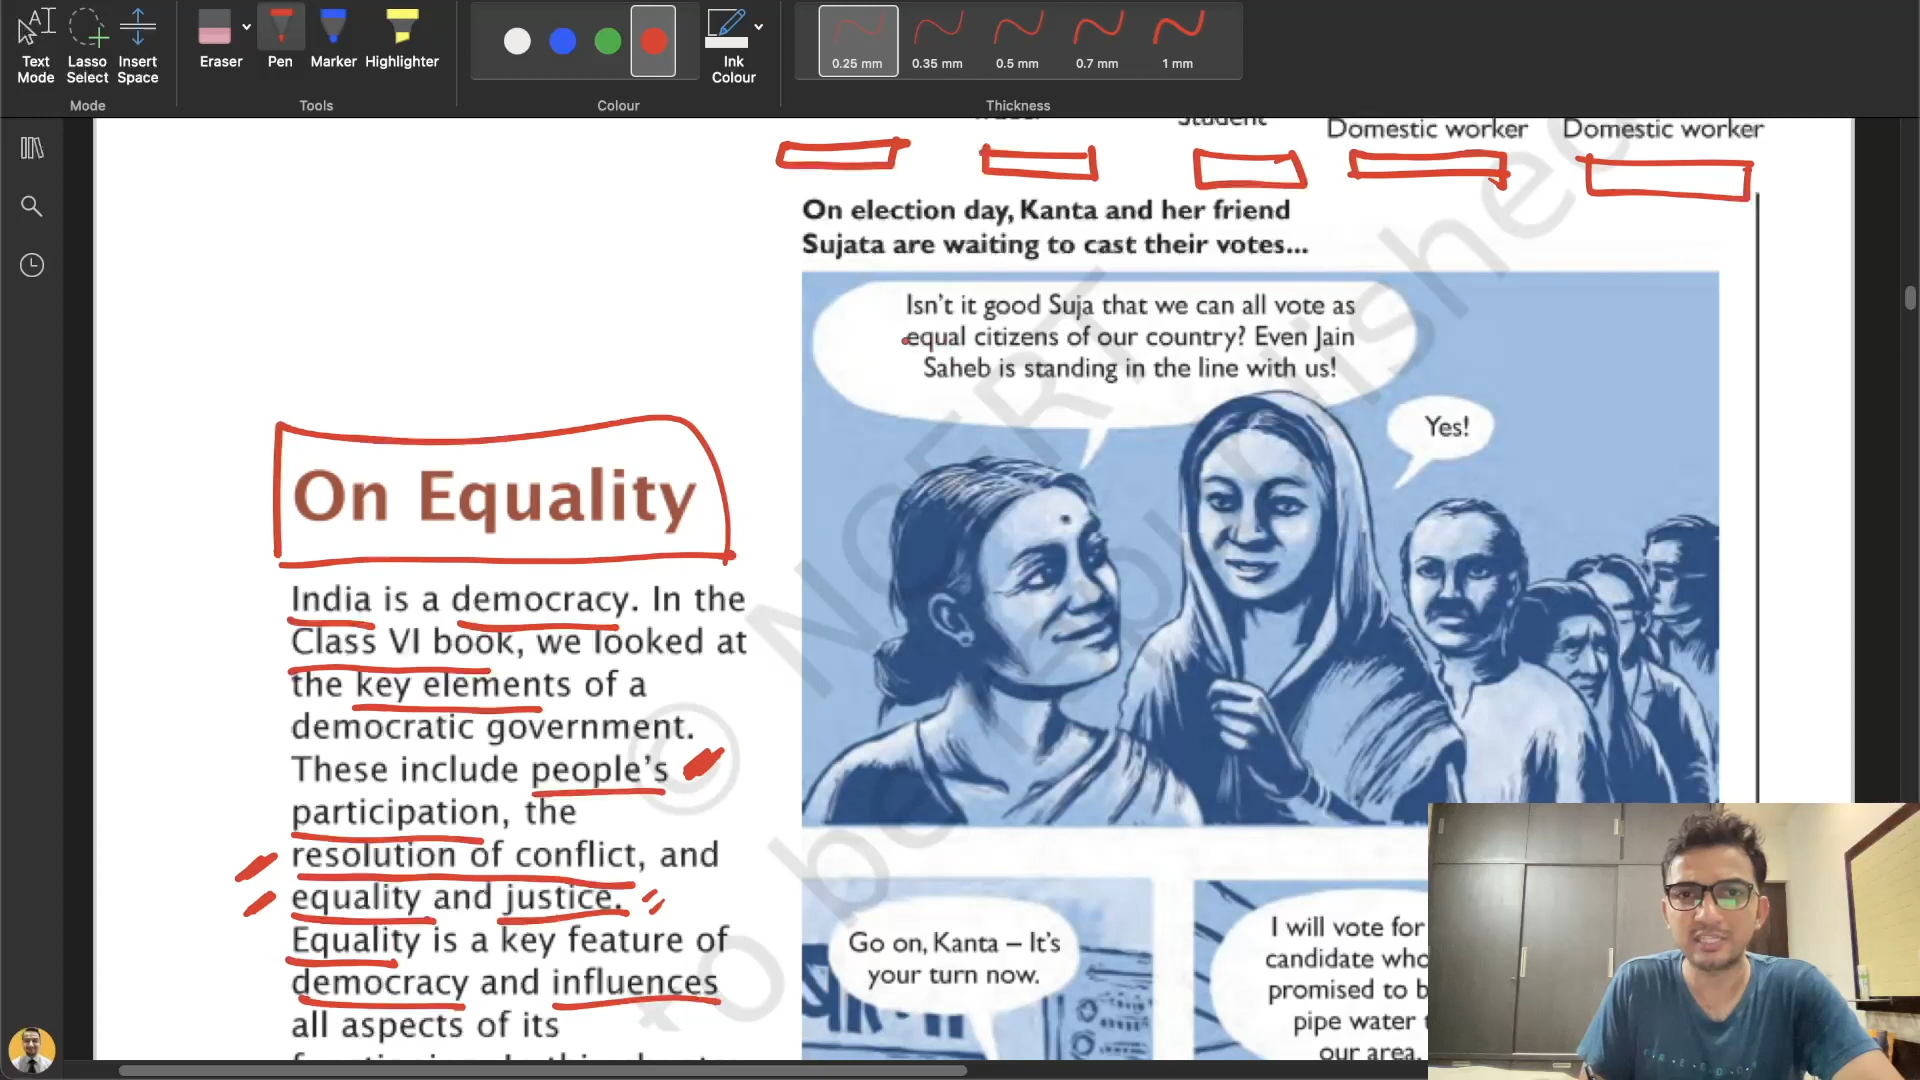 Text
Mode
Lasso
Select
Insert
Space
Mode
Eraser
Pen
Marker
Highlighter
Tools
Colour
Ink
Colour
0.25 mm
0.35 mm
0.5 mm
0.7 mm
1 mm
Thickness
Student
Domestic worker
Domestic worker
On election day, Kanta and her friend
Sujata are waiting to cast their votes...
Isn't it good Suja that we can all vote as
equal citizens of our country? Even Jain
Saheb is standing in the line with us!
Yes!
On Equality
India is a democracy. In the
Class VI book, we looked at
the key elements of a
democratic government.
These include people's
participation, the
resolution of conflict, and
equality and justice.
Equality is a key feature of
democracy and influences
all aspects of its
Go on, Kanta – It's
your turn now.
I will vote for
candidate who
promised to b
pipe water
our area.
© NCERT